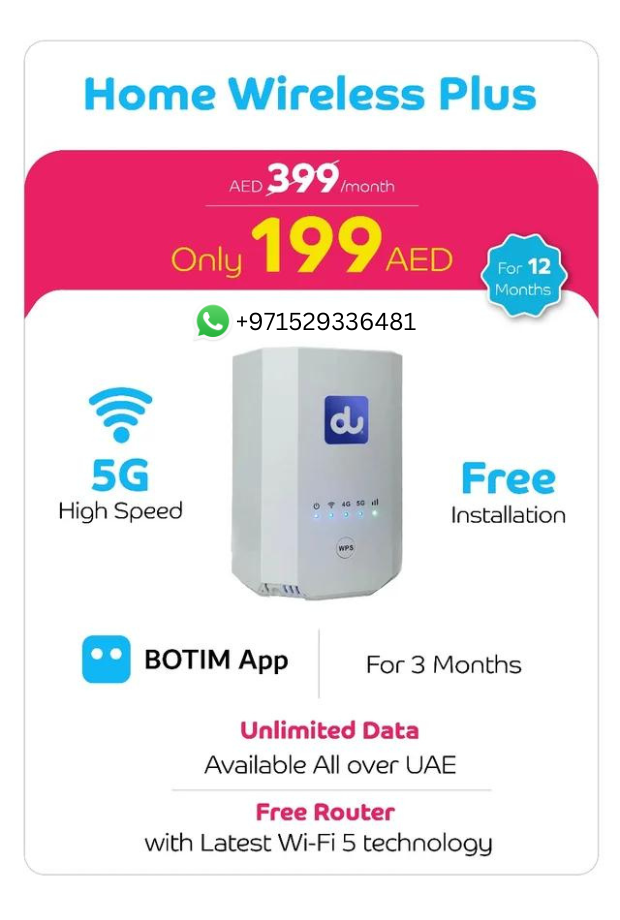 Home Wireless Plus
AED 399/month
Only 199 AED
For 12
Months
+971529336481
du
5G
High Speed
4G 5G
WPS
Free
Installation
BOTIM App
For 3 Months
Unlimited Data
Available All over UAE
Free Router
with Latest Wi-Fi 5 technology